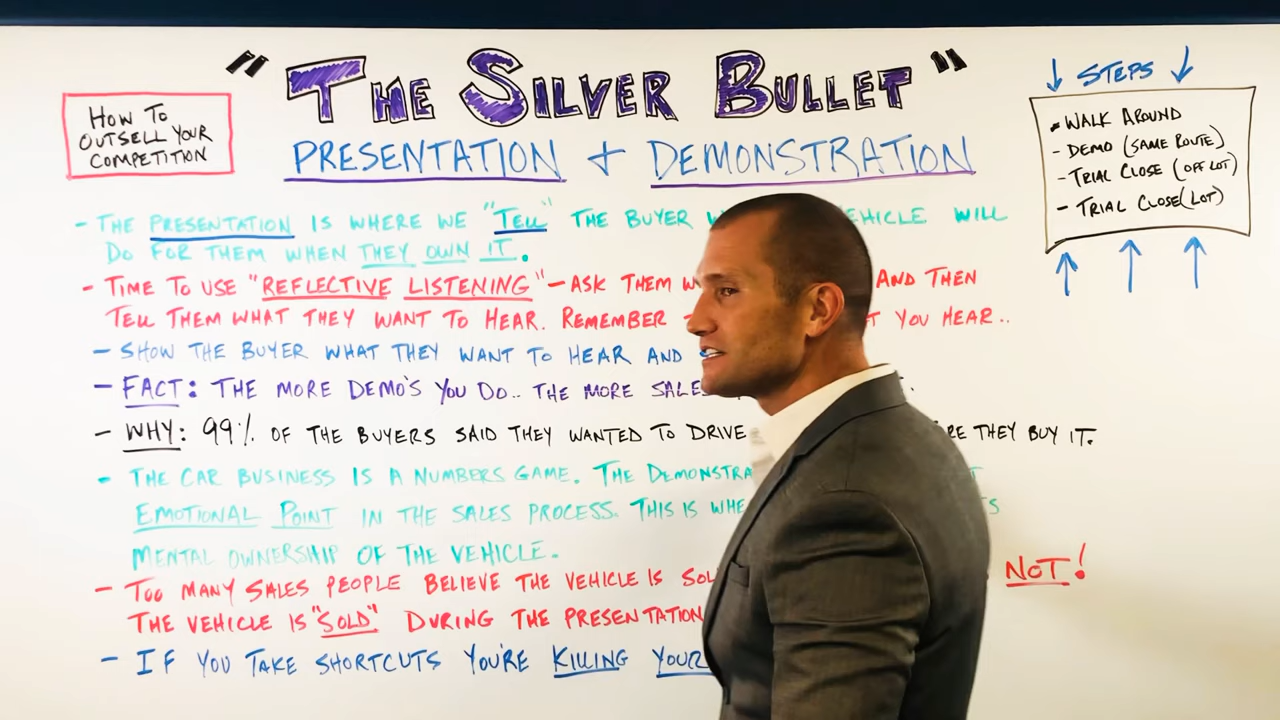 "THE SILVER BULLET"
PRESENTATION + DEMONSTRATION
HOW TO
OUTSELL YOUR
COMPETITION
STEPS
- WALK AROUND
- DEMO (SAME ROUTE)
- TRIAL CLOSE (OFF LOT)
- TRIAL CLOSE (LOT)
- THE PRESENTATION IS WHERE WE "TELL" THE BUYER VEHICLE WILL
DO FOR THEM WHEN THEY OWN IT.
- TIME TO USE "REFLECTIVE LISTENING" - ASK THEM AND THEN
TELL THEM WHAT THEY WANT TO HEAR. REMEMBER - YOU HEAR..
- SHOW THE BUYER WHAT THEY WANT TO HEAR AND
- FACT: THE MORE DEMO'S YOU DO.. THE MORE SALES
- WHY: 99% OF THE BUYERS SAID THEY WANTED TO DRIVE THEY BUY IT.
- THE CAR BUSINESS IS A NUMBERS GAME. THE
EMOTIONAL POINT IN THE SALES PROCESS. THIS IS
MENTAL OWNERSHIP OF THE VEHICLE.
- TOO MANY SALES PEOPLE BELIEVE THE VEHICLE IS NOT!
THE VEHICLE IS "SOLD" DURING THE PRESENTATION
- IF YOU TAKE SHORTCUTS YOU'RE KILLING YOUR